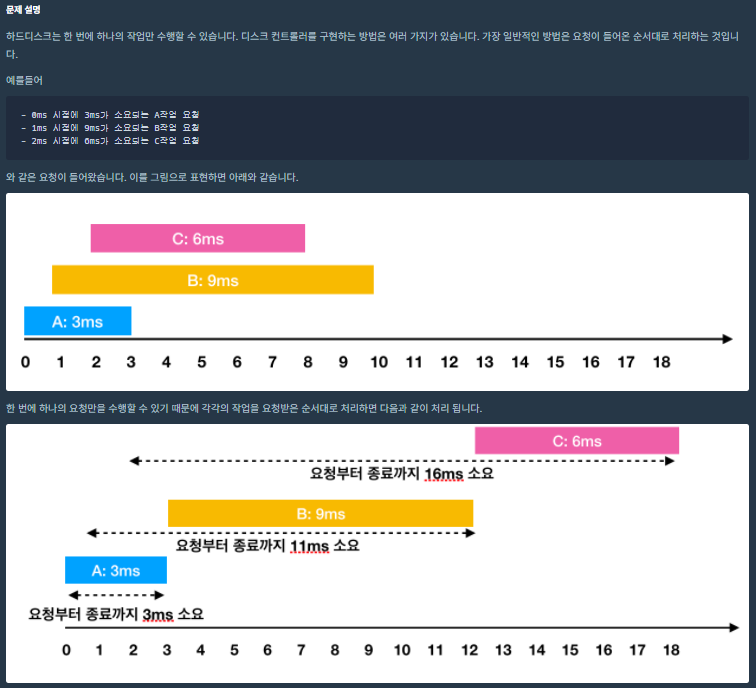 문제 설명
하드디스크는 한 번에 하나의 작업만 수행할 수 있습니다. 디스크 컨트롤러를 구현하는 방법은 여러 가지가 있습니다. 가장 일반적인 방법은 요청이 들어온 순서대로 처리하는 것입니
다.
예를들어
- 0ms 시점에 3ms가 소요되는 A작업 요청
- 1ms 시점에 9ms가 소요되는 B작업 요청
- 2ms 시점에 6ms가 소요되는 C작업 요청
와 같은 요청이 들어왔습니다. 이를 그림으로 표현하면 아래와 같습니다.
C: 6ms
B: 9ms
A: 3ms
0 1 2 3 4 5 6 7 8 9 10 11 12 13 14 15 16 17 18
한 번에 하나의 요청만을 수행할 수 있기 때문에 각각의 작업을 요청받은 순서대로 처리하면 다음과 같이 처리 됩니다.
C: 6ms
요청부터 종료까지 16ms 소요
B: 9ms
요청부터 종료까지 11ms 소요
A: 3ms
요청부터 종료까지 3ms 소요
0 1 2 3 4 5 6 7 8 9 10 11 12 13 14 15 16 17 18